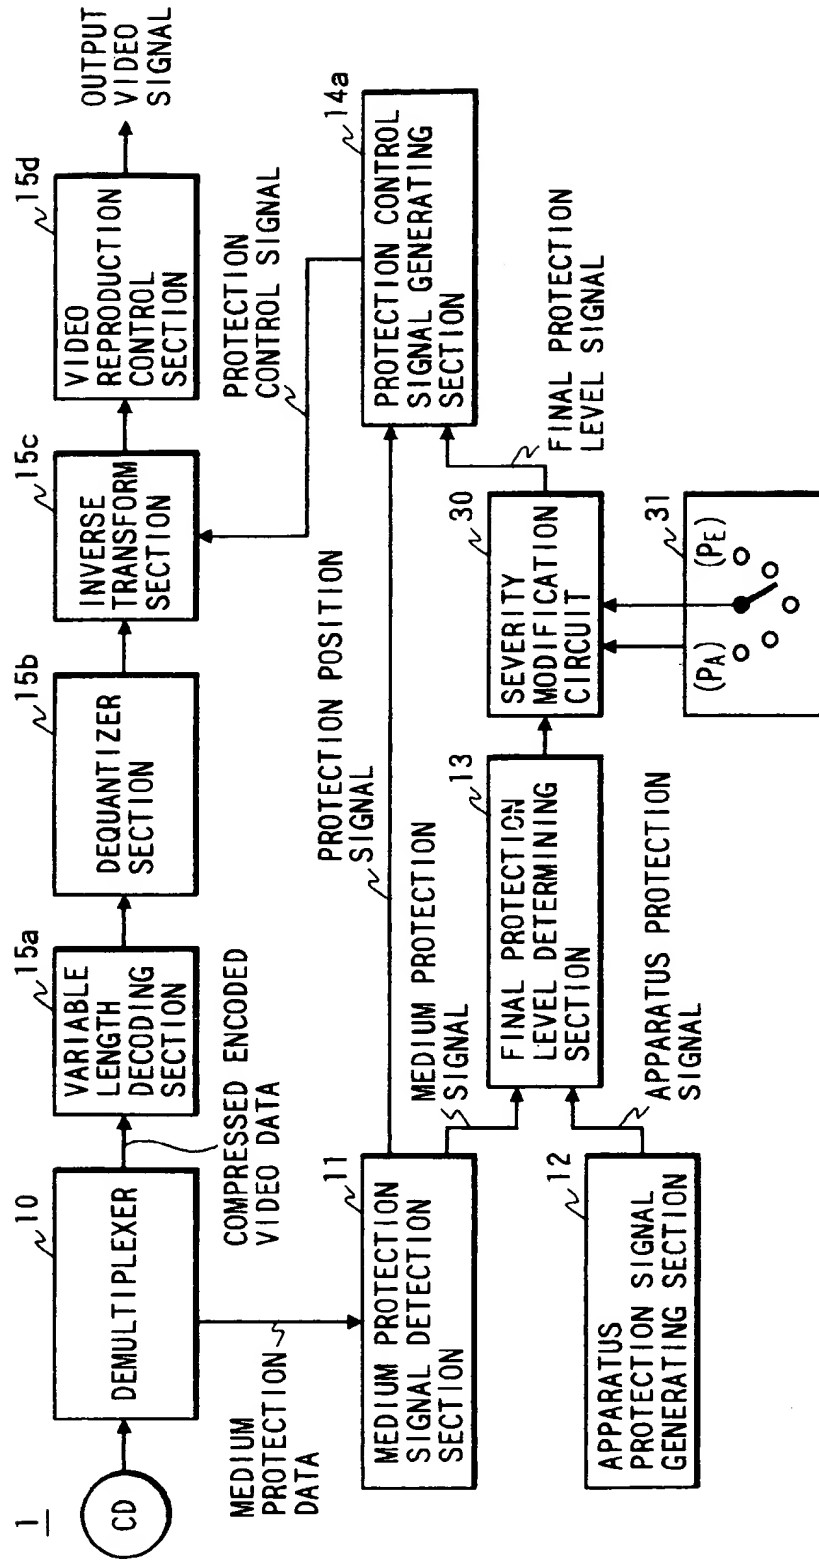 1
CD
10
DEMULTIPLEXER
COMPRESSED ENCODED
VIDEO DATA
15a
VARIABLE
LENGTH
DECODING
SECTION
15b
DEQUANTIZER
SECTION
15c
INVERSE
TRANSFORM
SECTION
15d
VIDEO
REPRODUCTION
CONTROL
SECTION
OUTPUT
VIDEO
SIGNAL
MEDIUM
PROTECTION
DATA
PROTECTION POSITION
SIGNAL
PROTECTION
CONTROL SIGNAL
11
MEDIUM PROTECTION
SIGNAL DETECTION
SECTION
MEDIUM PROTECTION
SIGNAL
14a
PROTECTION CONTROL
SIGNAL GENERATING
SECTION
13
FINAL PROTECTION
LEVEL DETERMINING
SECTION
30
SEVERITY
MODIFICATION
CIRCUIT
FINAL PROTECTION
LEVEL SIGNAL
12
APPARATUS
PROTECTION SIGNAL
GENERATING SECTION
APPARATUS PROTECTION
SIGNAL
31
(PA)
(PE)